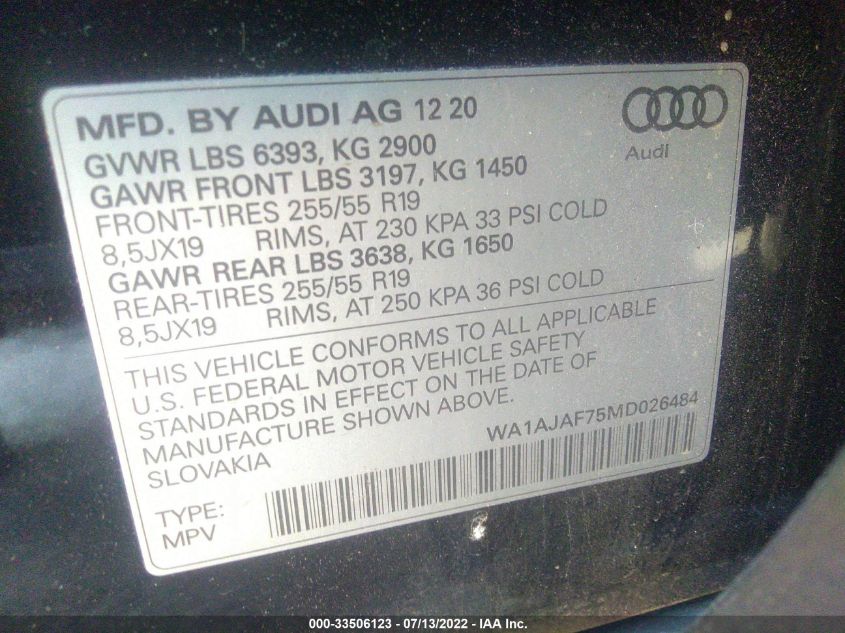 MFD. BY AUDI AG 12 20
Audi
GVWR LBS 6393, KG 2900
GAWR FRONT LBS 3197, KG 1450
FRONT-TIRES 255/55 R19
8,5JX19 RIMS, AT 230 KPA 33 PSI COLD
GAWR REAR LBS 3638, KG 1650
REAR-TIRES 255/55 R19
8,5JX19 RIMS, AT 250 KPA 36 PSI COLD
THIS VEHICLE CONFORMS TO ALL APPLICABLE
U.S. FEDERAL MOTOR VEHICLE SAFETY
STANDARDS IN EFFECT ON THE DATE OF
MANUFACTURE SHOWN ABOVE.
SLOVAKIA
WA1AJAF75MD026484
TYPE:
MPV
000-33506123 - 07/13/2022 - IAA Inc.